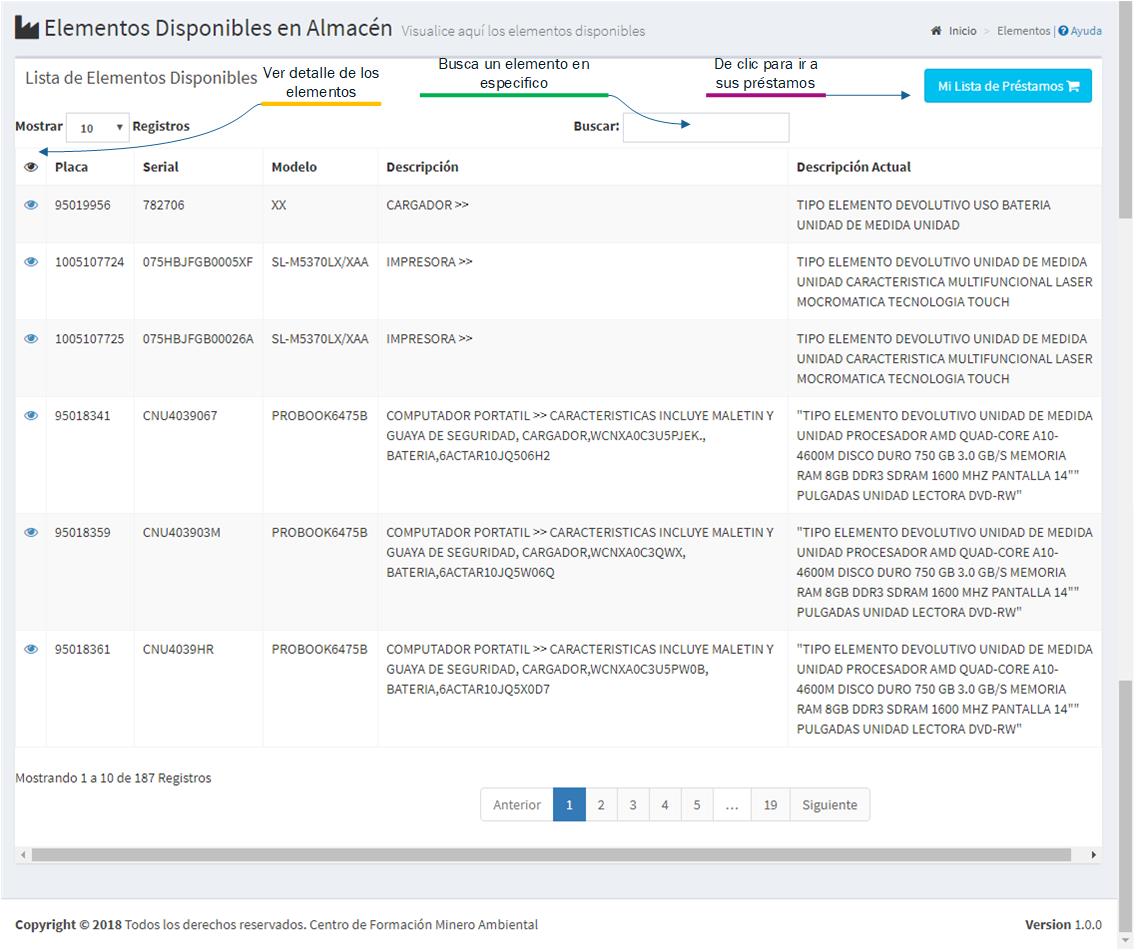 Elementos Disponibles en Almacén Visualice aquí los elementos disponibles
Inicio > Elementos | Ayuda
Lista de Elementos Disponibles
Ver detalle de los
elementos
Busca un elemento en
especifico
De clic para ir a
sus préstamos
Mi Lista de Préstamos
Mostrar 10 Registros
Buscar:
Placa Serial Modelo Descripción Descripción Actual
95019956 782706 XX CARGADOR >> TIPO ELEMENTO DEVOLUTIVO USO BATERIA
UNIDAD DE MEDIDA UNIDAD
1005107724 075HBJFGB0005XF SL-M5370LX/XAA IMPRESORA >> TIPO ELEMENTO DEVOLUTIVO UNIDAD DE MEDIDA
UNIDAD CARACTERISTICA MULTIFUNCIONAL LASER
MOCROMATICA TECNOLOGIA TOUCH
1005107725 075HBJFGB00026A SL-M5370LX/XAA IMPRESORA >> TIPO ELEMENTO DEVOLUTIVO UNIDAD DE MEDIDA
UNIDAD CARACTERISTICA MULTIFUNCIONAL LASER
MOCROMATICA TECNOLOGIA TOUCH
95018341 CNU4039067 PROBOOK6475B COMPUTADOR PORTATIL >> CARACTERISTICAS INCLUYE MALETIN Y "TIPO ELEMENTO DEVOLUTIVO UNIDAD DE MEDIDA
GUAYA DE SEGURIDAD, CARGADOR,WCNXA0C3U5PJEK., UNIDAD PROCESADOR AMD QUAD-CORE A10-
BATERIA,6ACTAR10JQ506H2 4600M DISCO DURO 750 GB 3.0 GB/S MEMORIA
RAM 8GB DDR3 SDRAM 1600 MHZ PANTALLA 14""
PULGADAS UNIDAD LECTORA DVD-RW"
95018359 CNU403903M PROBOOK6475B COMPUTADOR PORTATIL >> CARACTERISTICAS INCLUYE MALETIN Y "TIPO ELEMENTO DEVOLUTIVO UNIDAD DE MEDIDA
GUAYA DE SEGURIDAD, CARGADOR,WCNXA0C3QWX, UNIDAD PROCESADOR AMD QUAD-CORE A10-
BATERIA,6ACTAR10JQ5W06Q 4600M DISCO DURO 750 GB 3.0 GB/S MEMORIA
RAM 8GB DDR3 SDRAM 1600 MHZ PANTALLA 14""
PULGADAS UNIDAD LECTORA DVD-RW"
95018361 CNU4039HR PROBOOK6475B COMPUTADOR PORTATIL >> CARACTERISTICAS INCLUYE MALETIN Y "TIPO ELEMENTO DEVOLUTIVO UNIDAD DE MEDIDA
GUAYA DE SEGURIDAD, CARGADOR,WCNXA0C3U5PW0B, UNIDAD PROCESADOR AMD QUAD-CORE A10-
BATERIA,6ACTAR10JQ5X0D7 4600M DISCO DURO 750 GB 3.0 GB/S MEMORIA
RAM 8GB DDR3 SDRAM 1600 MHZ PANTALLA 14""
PULGADAS UNIDAD LECTORA DVD-RW"
Mostrando 1 a 10 de 187 Registros
Anterior 1 2 3 4 5 … 19 Siguiente
Copyright © 2018 Todos los derechos reservados. Centro de Formación Minero Ambiental
Version 1.0.0